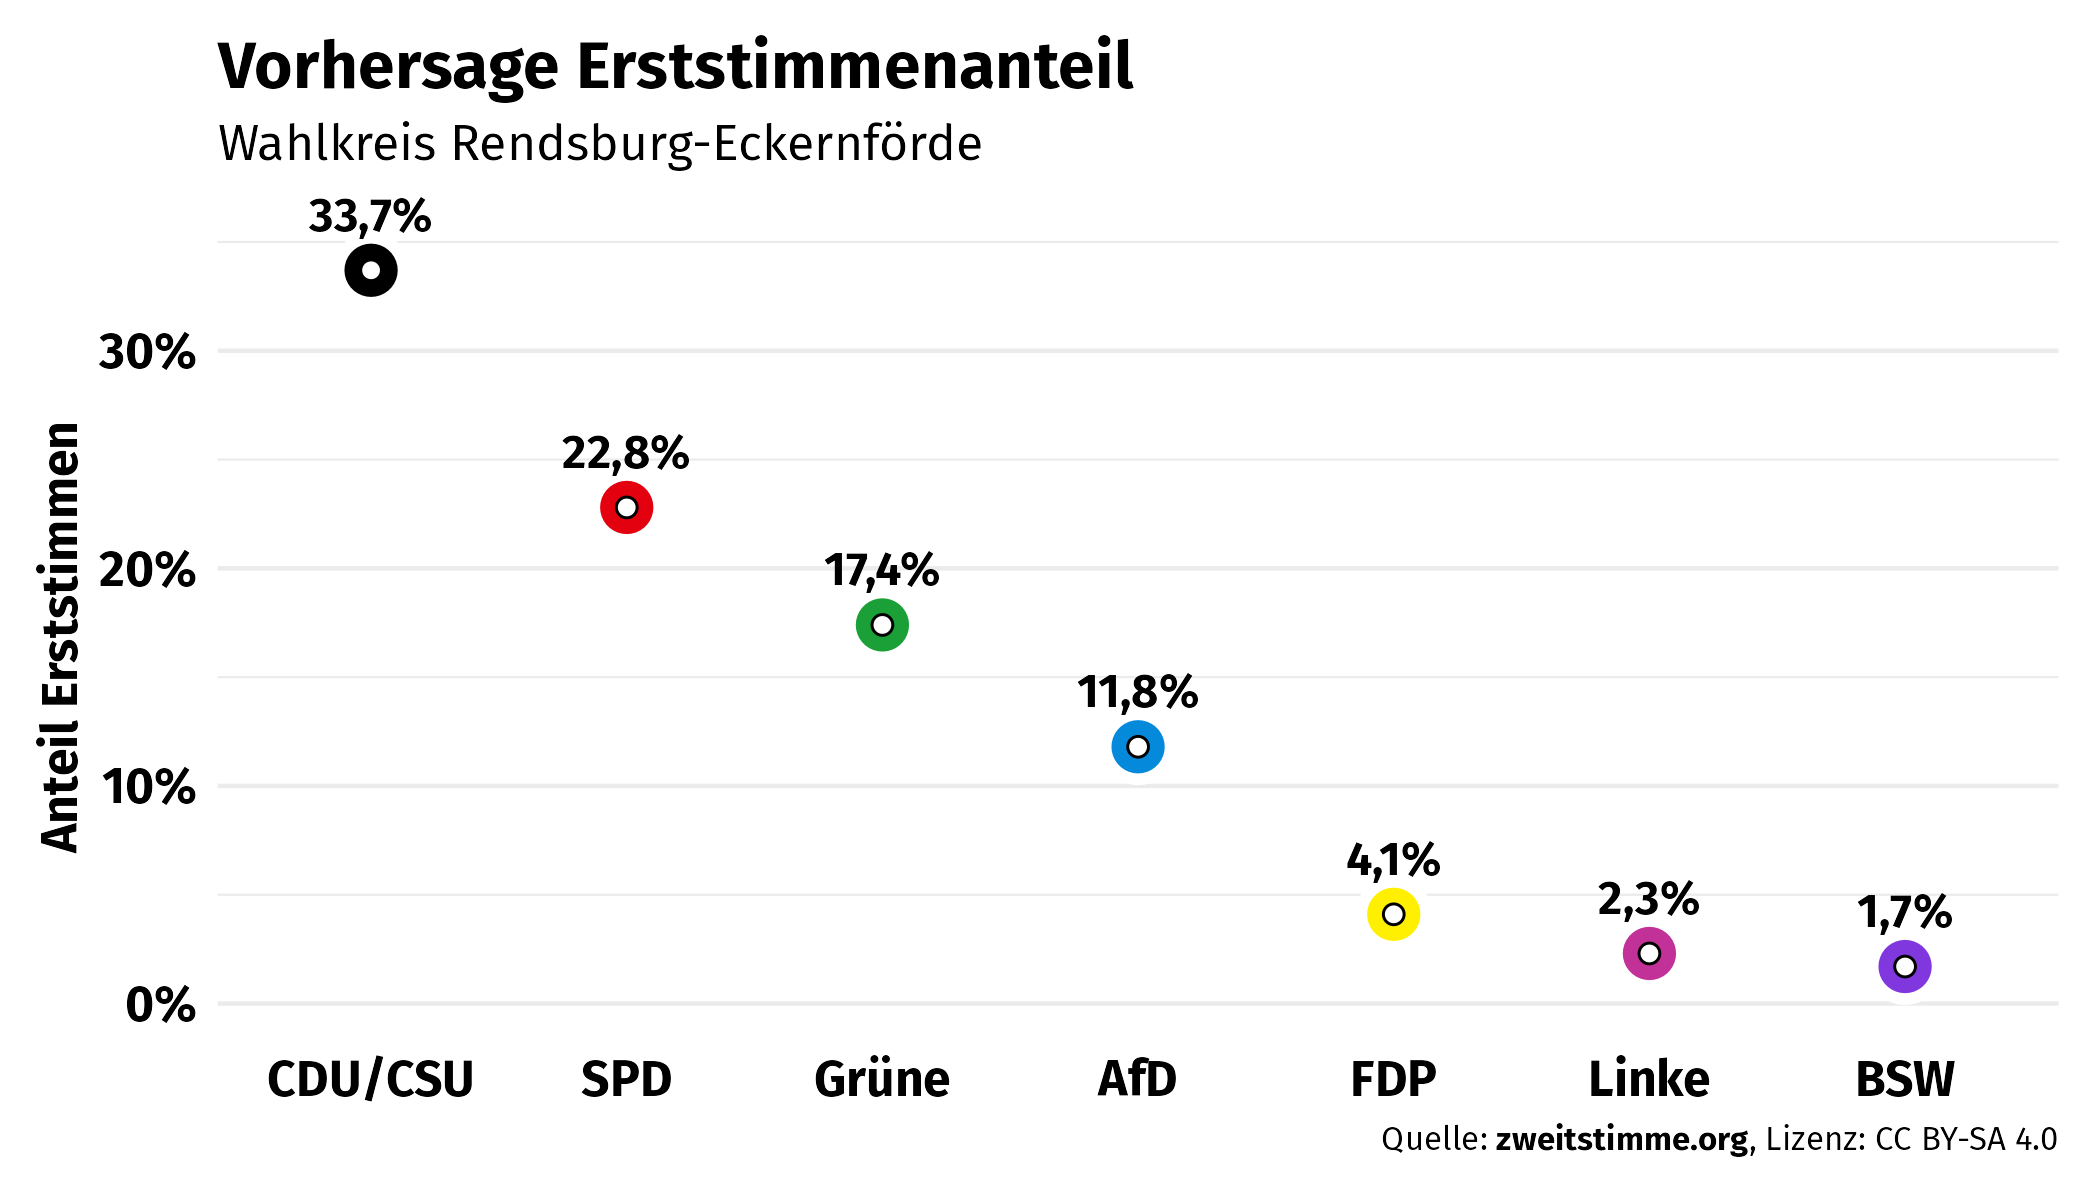 Vorhersage Erststimmenanteil
Wahlkreis Rendsburg-Eckernförde
33,7%
30%
22,8%
20%
17,4%
11,8%
10%
4,1%
2,3%
1,7%
0%
Anteil Erststimmen
CDU/CSU SPD Grüne AfD FDP Linke BSW
Quelle: zweitstimme.org, Lizenz: CC BY-SA 4.0